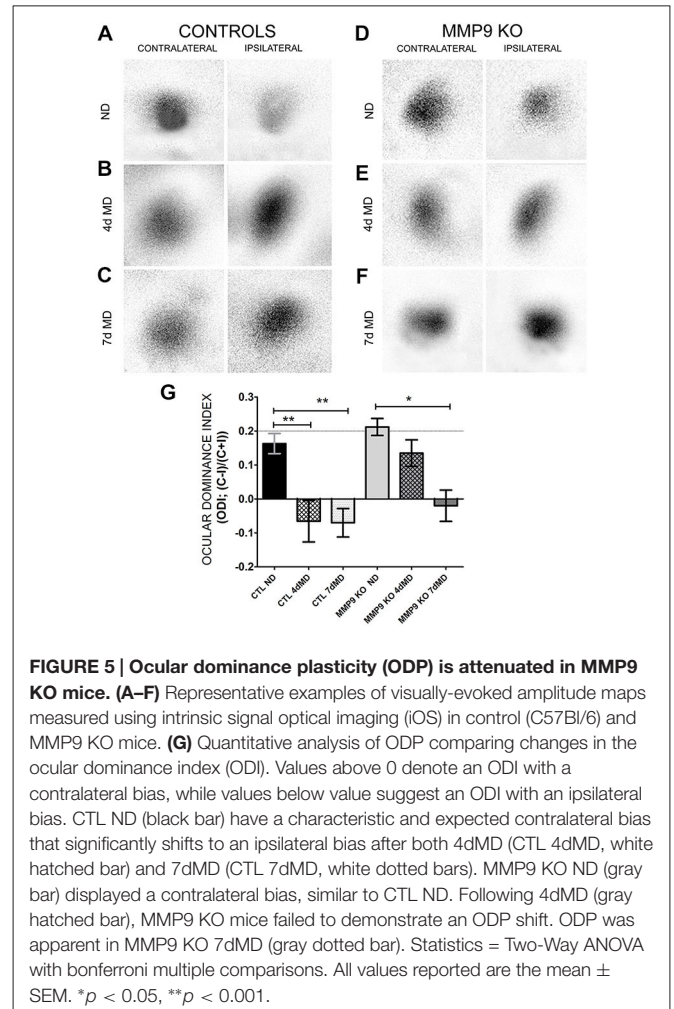 A CONTROLS D MMP9 KO
CONTRALATERAL IPSILATERAL CONTRALATERAL IPSILATERAL
ND ND
B E
4d MD 4d MD
C F
7d MD 7d MD
G
OCULAR DOMINANCE INDEX
(ODI; (C-I)/(C+I))
0.3
0.2
0.1
0.0
-0.1
-0.2
** ** *
CTL ND CTL 4dMD CTL 7dMD MMP9 KO ND MMP9 KO 4dMD MMP9 KO 7dMD
FIGURE 5 | Ocular dominance plasticity (ODP) is attenuated in MMP9
KO mice. (A–F) Representative examples of visually-evoked amplitude maps
measured using intrinsic signal optical imaging (iOS) in control (C57Bl/6) and
MMP9 KO mice. (G) Quantitative analysis of ODP comparing changes in the
ocular dominance index (ODI). Values above 0 denote an ODI with a
contralateral bias, while values below value suggest an ODI with an ipsilateral
bias. CTL ND (black bar) have a characteristic and expected contralateral bias
that significantly shifts to an ipsilateral bias after both 4dMD (CTL 4dMD, white
hatched bar) and 7dMD (CTL 7dMD, white dotted bars). MMP9 KO ND (gray
bar) displayed a contralateral bias, similar to CTL ND. Following 4dMD (gray
hatched bar), MMP9 KO mice failed to demonstrate an ODP shift. ODP was
apparent in MMP9 KO 7dMD (gray dotted bar). Statistics = Two-Way ANOVA
with bonferroni multiple comparisons. All values reported are the mean ±
SEM. *p < 0.05, **p < 0.001.